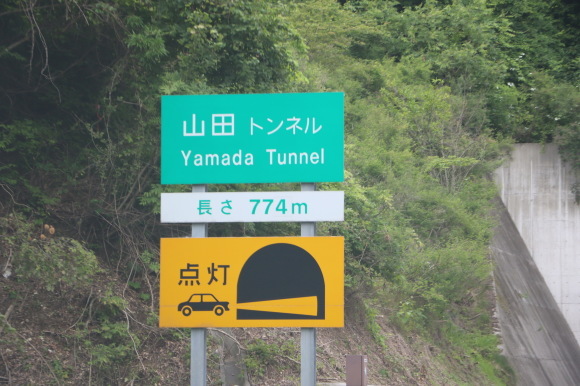 山田 トンネル
Yamada Tunnel
長さ 774m
点灯